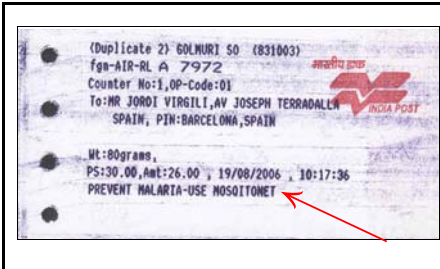 (Duplicate 2) GOLMURI SO (831003)
fgn-AIR-RL A 7972
Counter No:1,OP-Code:01
To:MR JORDI VIRGILI,AV JOSEPH TERRADALLA
SPAIN, PIN:BARCELONA,SPAIN
भारतीय डाक
INDIA POST
Wt:80grams,
PS:30.00,Amt:26.00 , 19/08/2006 , 10:17:36
PREVENT MALARIA-USE MOSQITONET